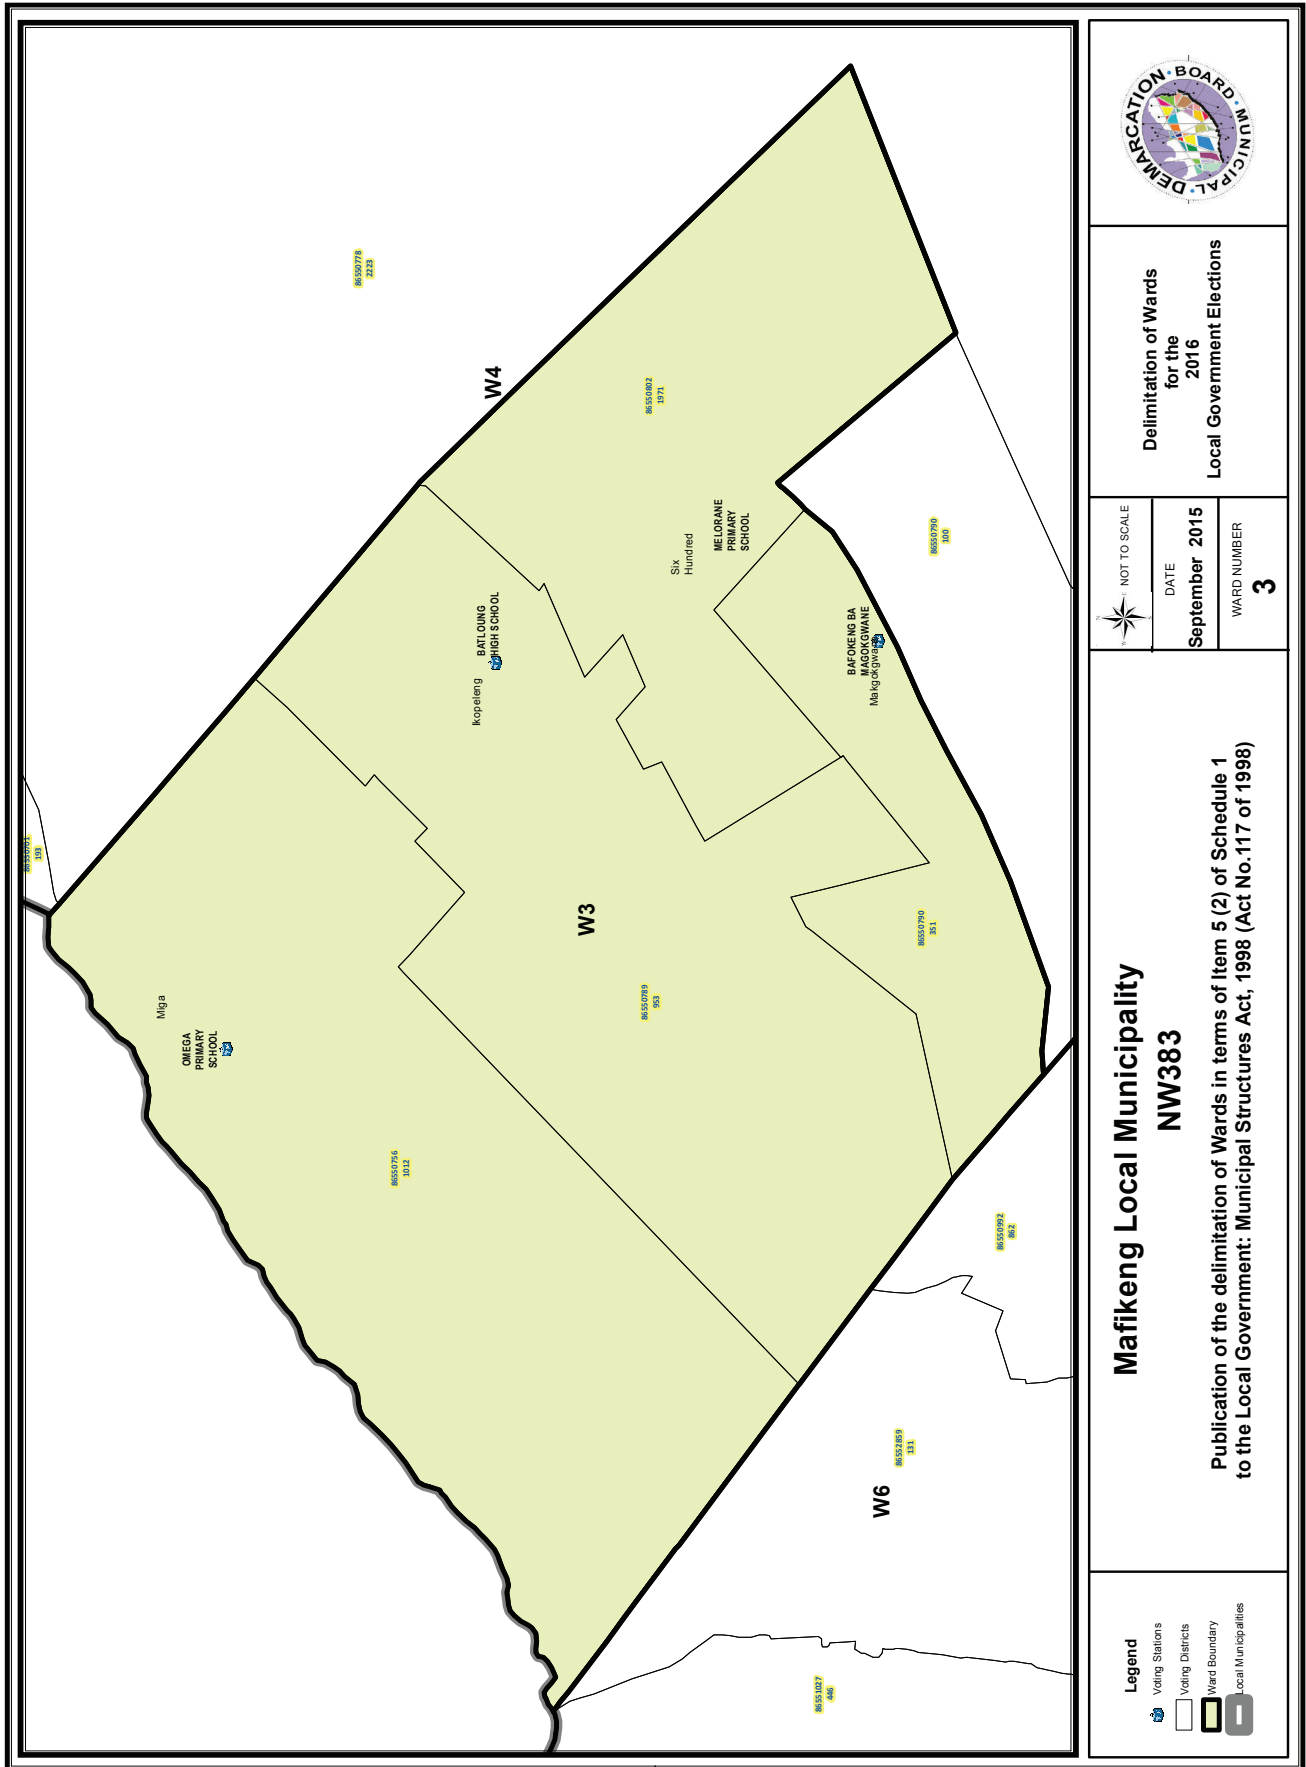 86550778
2223
W4
86550701
193
86550802
1971
MELORANE
PRIMARY
SCHOOL
Six
Hundred
BATLOUNG
HIGH SCHOOL
Ikopeleng
86550790
100
BAFOKENG BA
MAGOKGWANE
W3
86550789
953
86550790
351
Miga
OMEGA
PRIMARY
SCHOOL
86550756
1012
86550992
862
86552859
131
W6
86551027
446
Legend
Voting Stations
Voting Districts
Ward Boundary
Local Municipalities
Mafikeng Local Municipality
NW383
Publication of the delimitation of Wards in terms of Item 5 (2) of Schedule 1
to the Local Government: Municipal Structures Act, 1998 (Act No.117 of 1998)
NOT TO SCALE
DATE
September 2015
WARD NUMBER
3
Delimitation of Wards
for the
2016
Local Government Elections
MUNICIPAL DEMARCATION BOARD